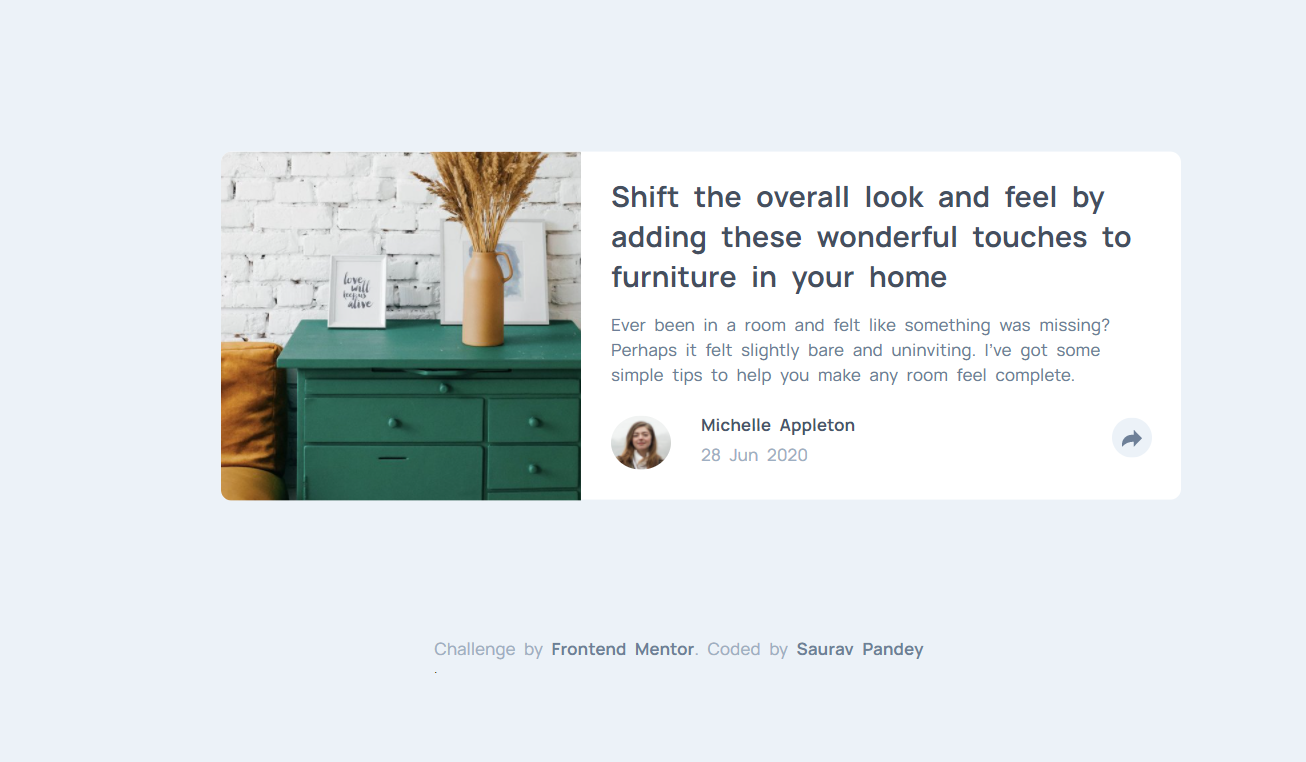 love
will
keep us
alive
Shift the overall look and feel by
adding these wonderful touches to
furniture in your home
Ever been in a room and felt like something was missing?
Perhaps it felt slightly bare and uninviting. I’ve got some
simple tips to help you make any room feel complete.
Michelle Appleton
28 Jun 2020
Challenge by Frontend Mentor. Coded by Saurav Pandey
.